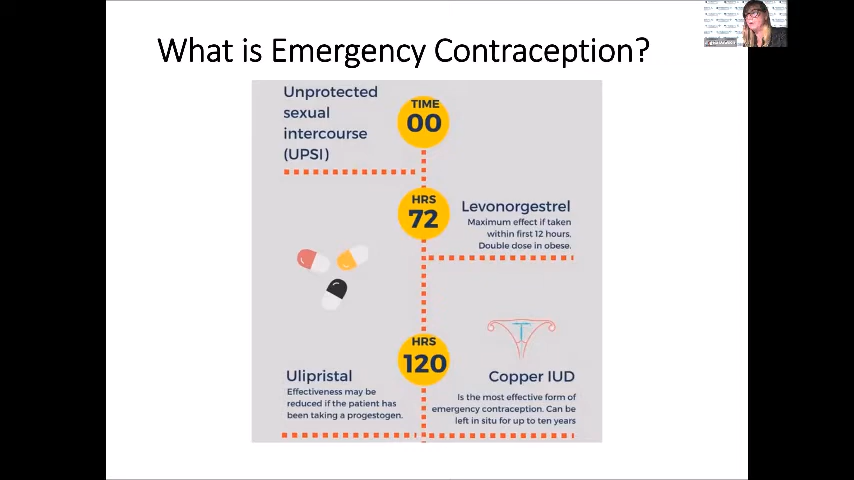 What is Emergency Contraception?
Unprotected
sexual
intercourse
(UPSI)
TIME
00
HRS
72
Levonorgestrel
Maximum effect if taken
within first 12 hours.
Double dose in obese.
HRS
120
Ulipristal
Effectiveness may be
reduced if the patient has
been taking a progestogen.
Copper IUD
Is the most effective form of
emergency contraception. Can be
left in situ for up to ten years